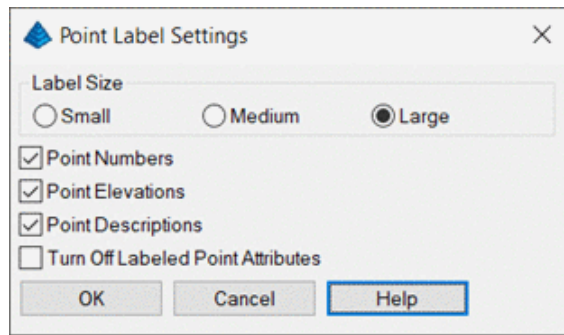 Point Label Settings
Label Size
Small Medium Large
Point Numbers
Point Elevations
Point Descriptions
Turn Off Labeled Point Attributes
OK Cancel Help